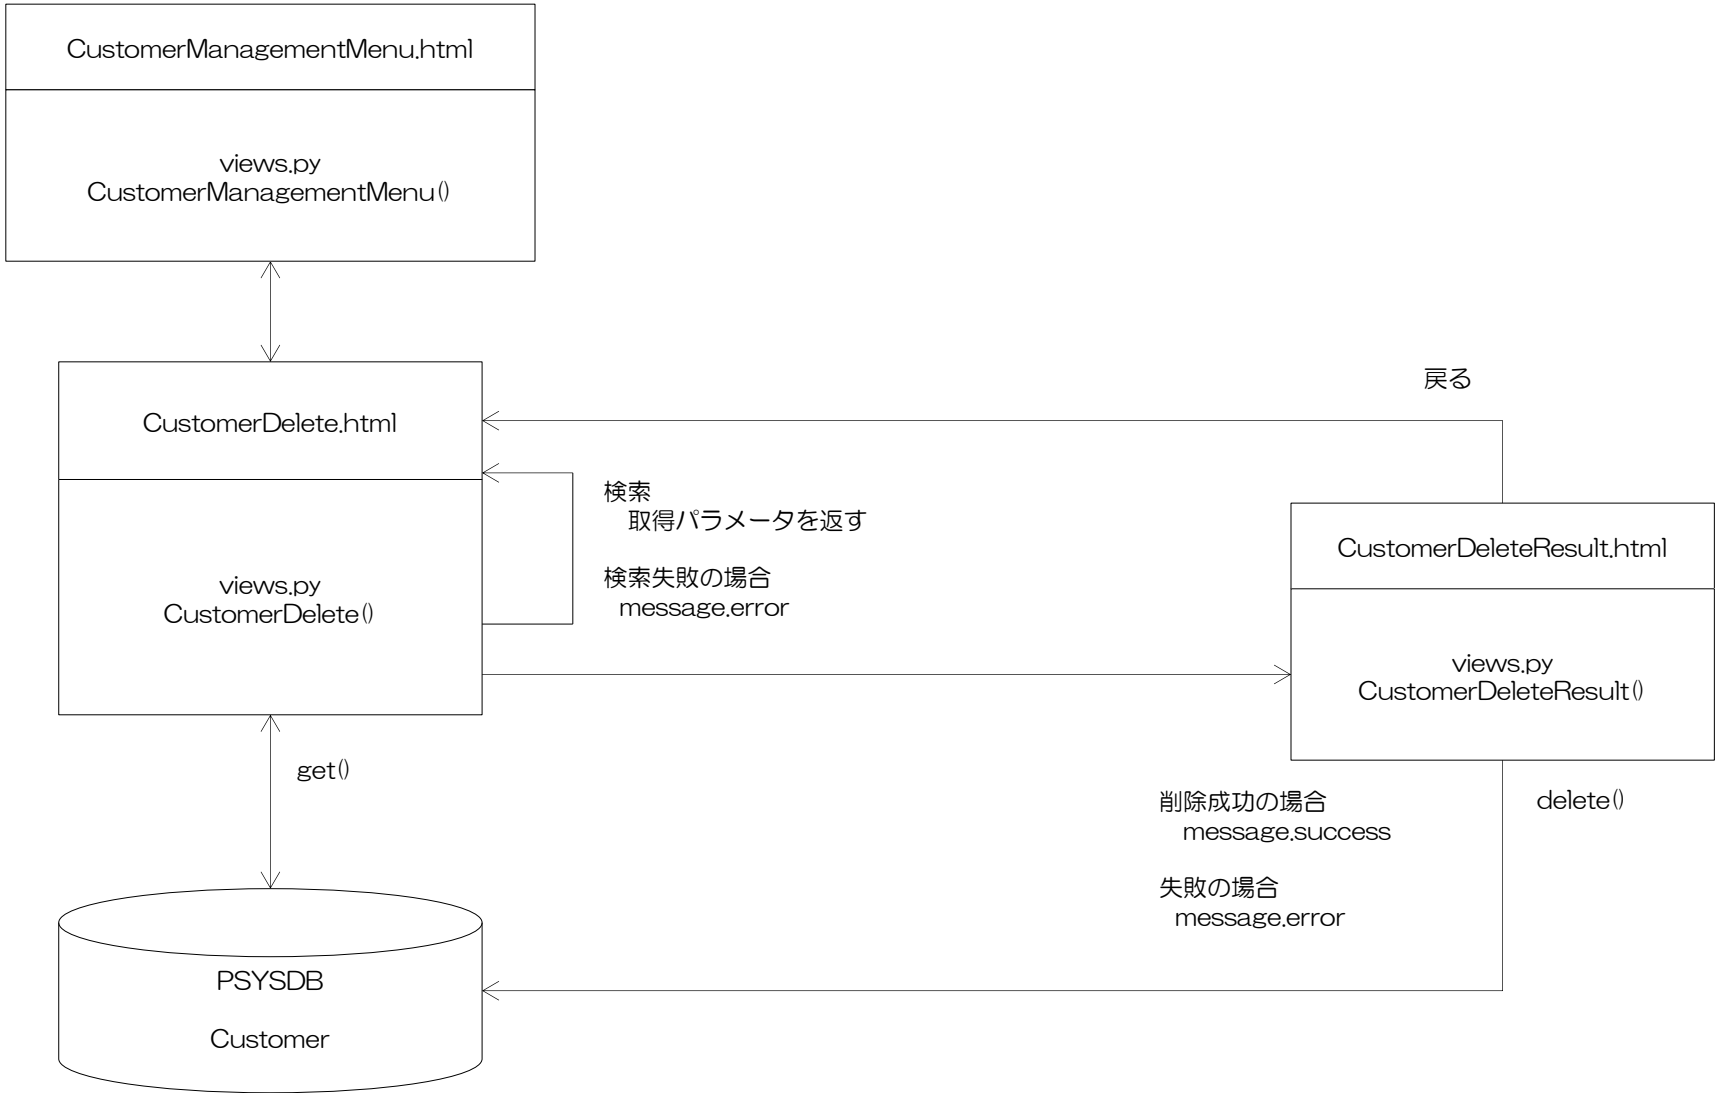 CustomerManagementMenu.html
views.py
CustomerManagementMenu()
CustomerDelete.html
views.py
CustomerDelete()
検索
取得パラメータを返す
検索失敗の場合
message.error
戻る
CustomerDeleteResult.html
views.py
CustomerDeleteResult()
get()
削除成功の場合
message.success
失敗の場合
message.error
delete()
PSYSDB
Customer